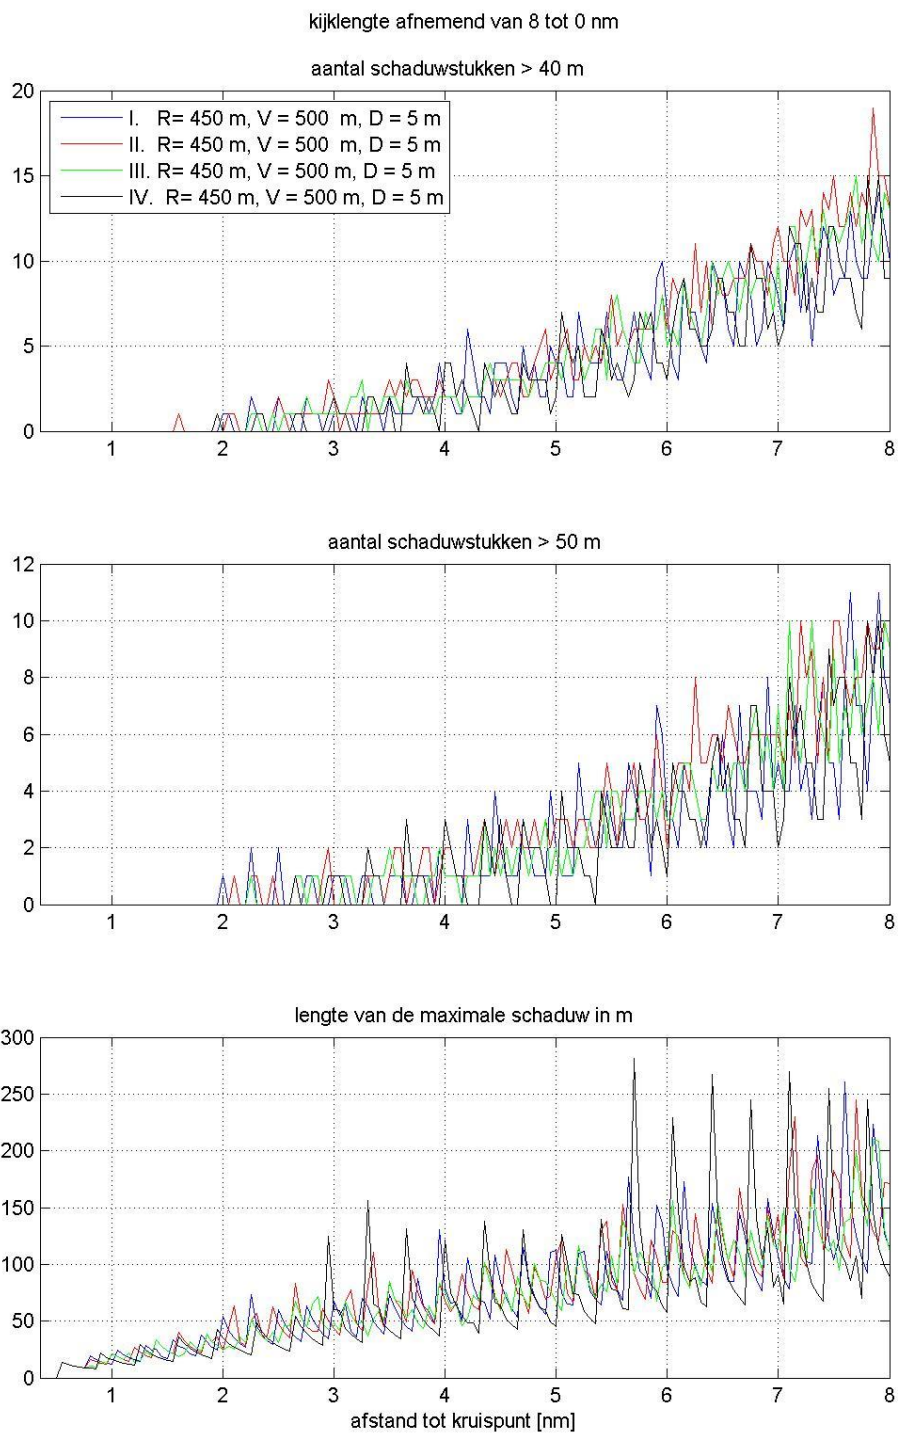 kijklengte afnemend van 8 tot 0 nm
aantal schaduwstukken > 40 m
20
15
10
5
0
I. R= 450 m, V = 500 m, D = 5 m
II. R= 450 m, V = 500 m, D = 5 m
III. R= 450 m, V = 500 m, D = 5 m
IV. R= 450 m, V = 500 m, D = 5 m
1 2 3 4 5 6 7 8
aantal schaduwstukken > 50 m
12
10
8
6
4
2
0
1 2 3 4 5 6 7 8
lengte van de maximale schaduw in m
300
250
200
150
100
50
0
1 2 3 4 5 6 7 8
afstand tot kruispunt [nm]